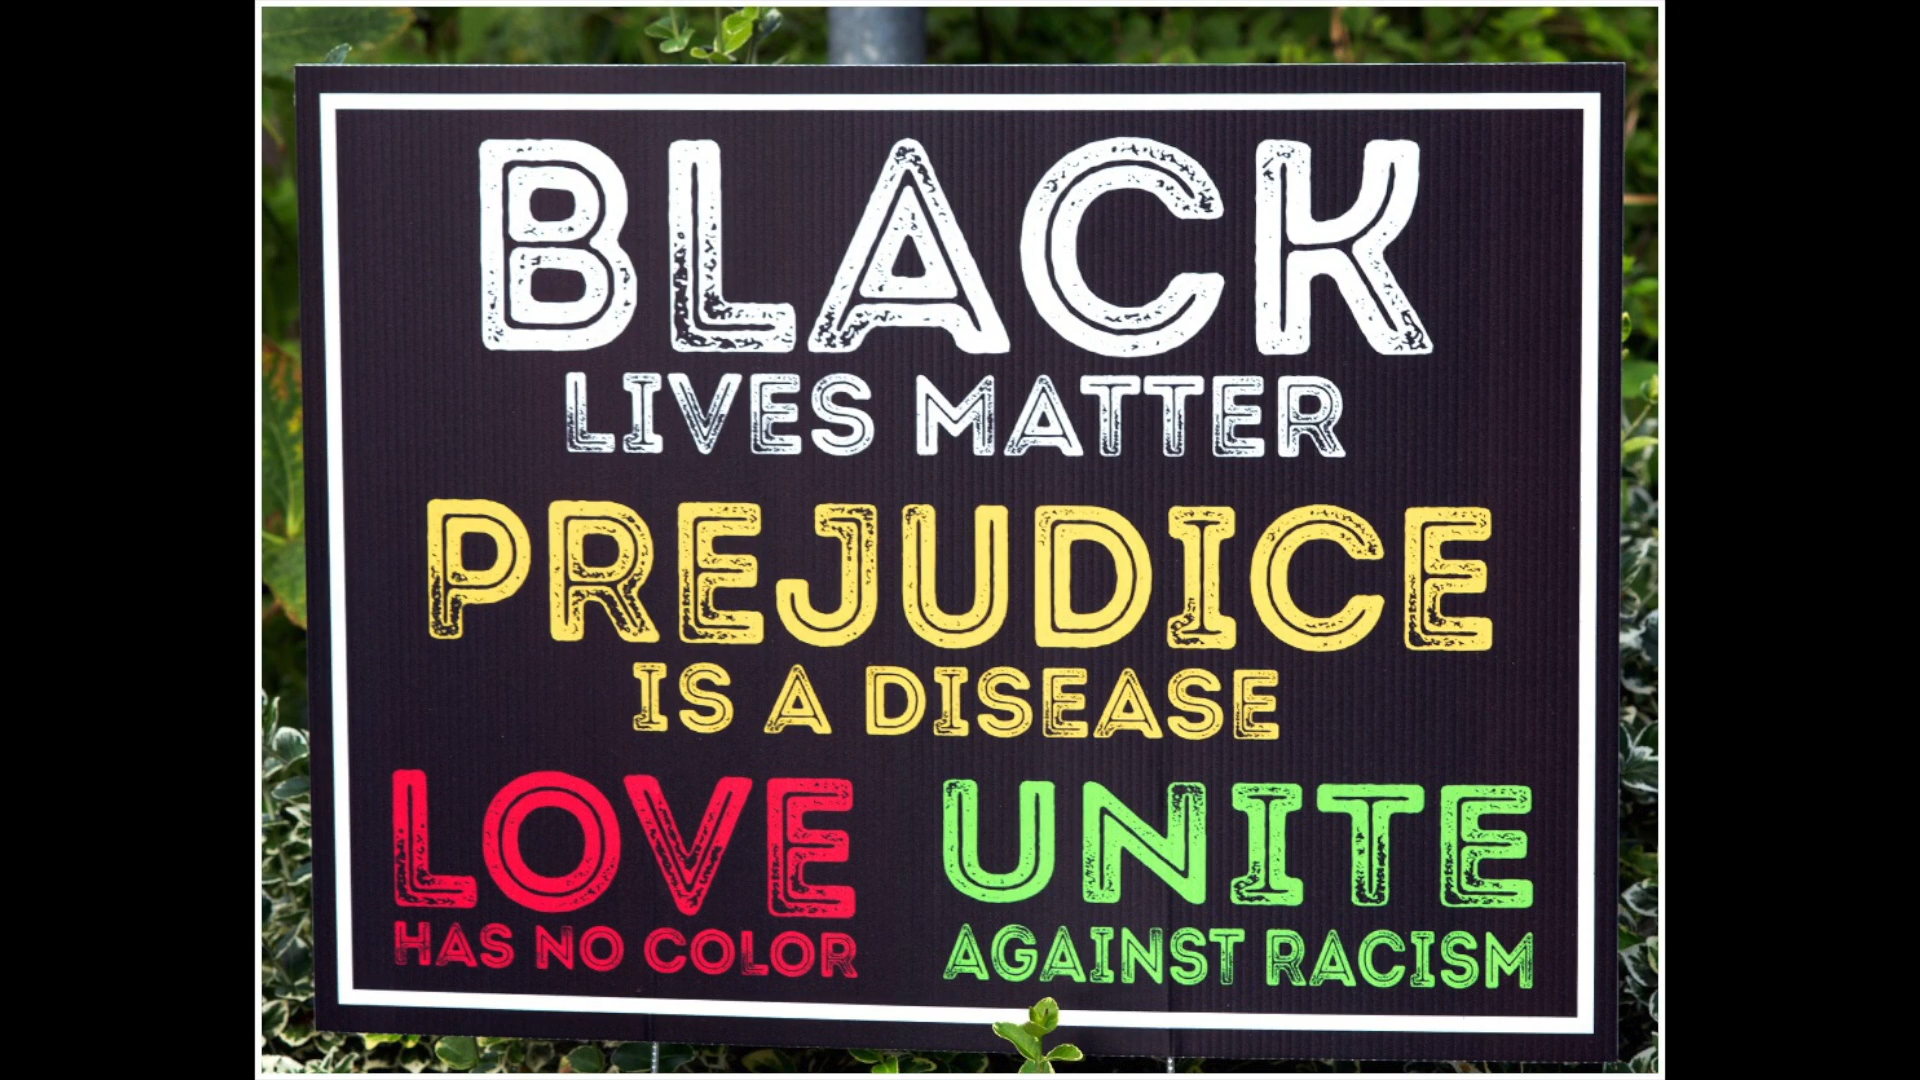 BLACK
LIVES MATTER
PREJUDICE
IS A DISEASE
LOVE
HAS NO COLOR
UNITE
AGAINST RACISM